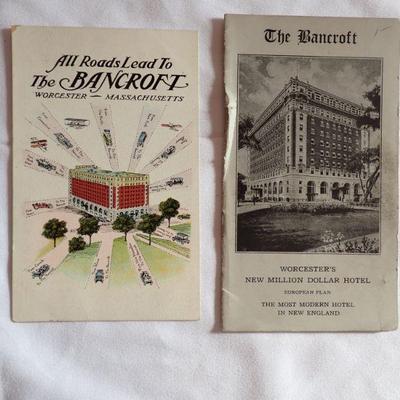 All Roads Lead To
The BANCROFT
WORCESTER — MASSACHUSETTS
The Bancroft
WORCESTER'S
NEW MILLION DOLLAR HOTEL
EUROPEAN PLAN
THE MOST MODERN HOTEL
IN NEW ENGLAND